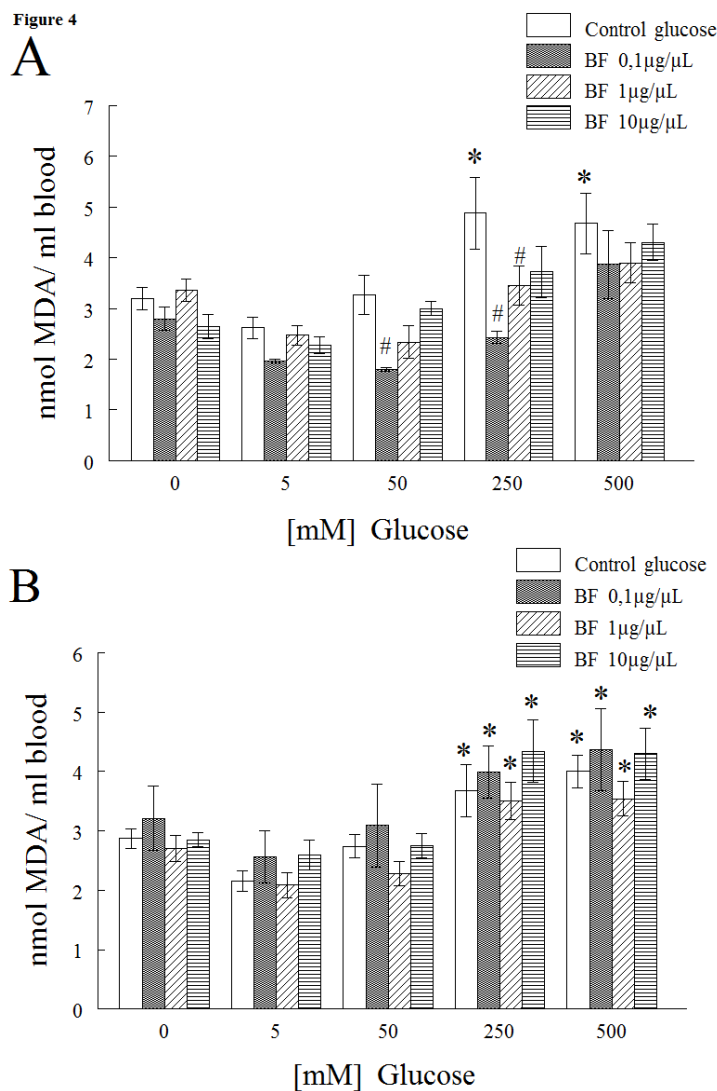 Figure 4
A
Control glucose
BF 0,1µg/µL
BF 1µg/µL
BF 10µg/µL
7
6
5
4
3
2
1
0
nmol MDA/ ml blood
* *
# # #
0 5 50 250 500
[mM] Glucose
B
Control glucose
BF 0,1µg/µL
BF 1µg/µL
BF 10µg/µL
6
5
4
3
2
1
0
nmol MDA/ ml blood
* * * * * * * *
0 5 50 250 500
[mM] Glucose